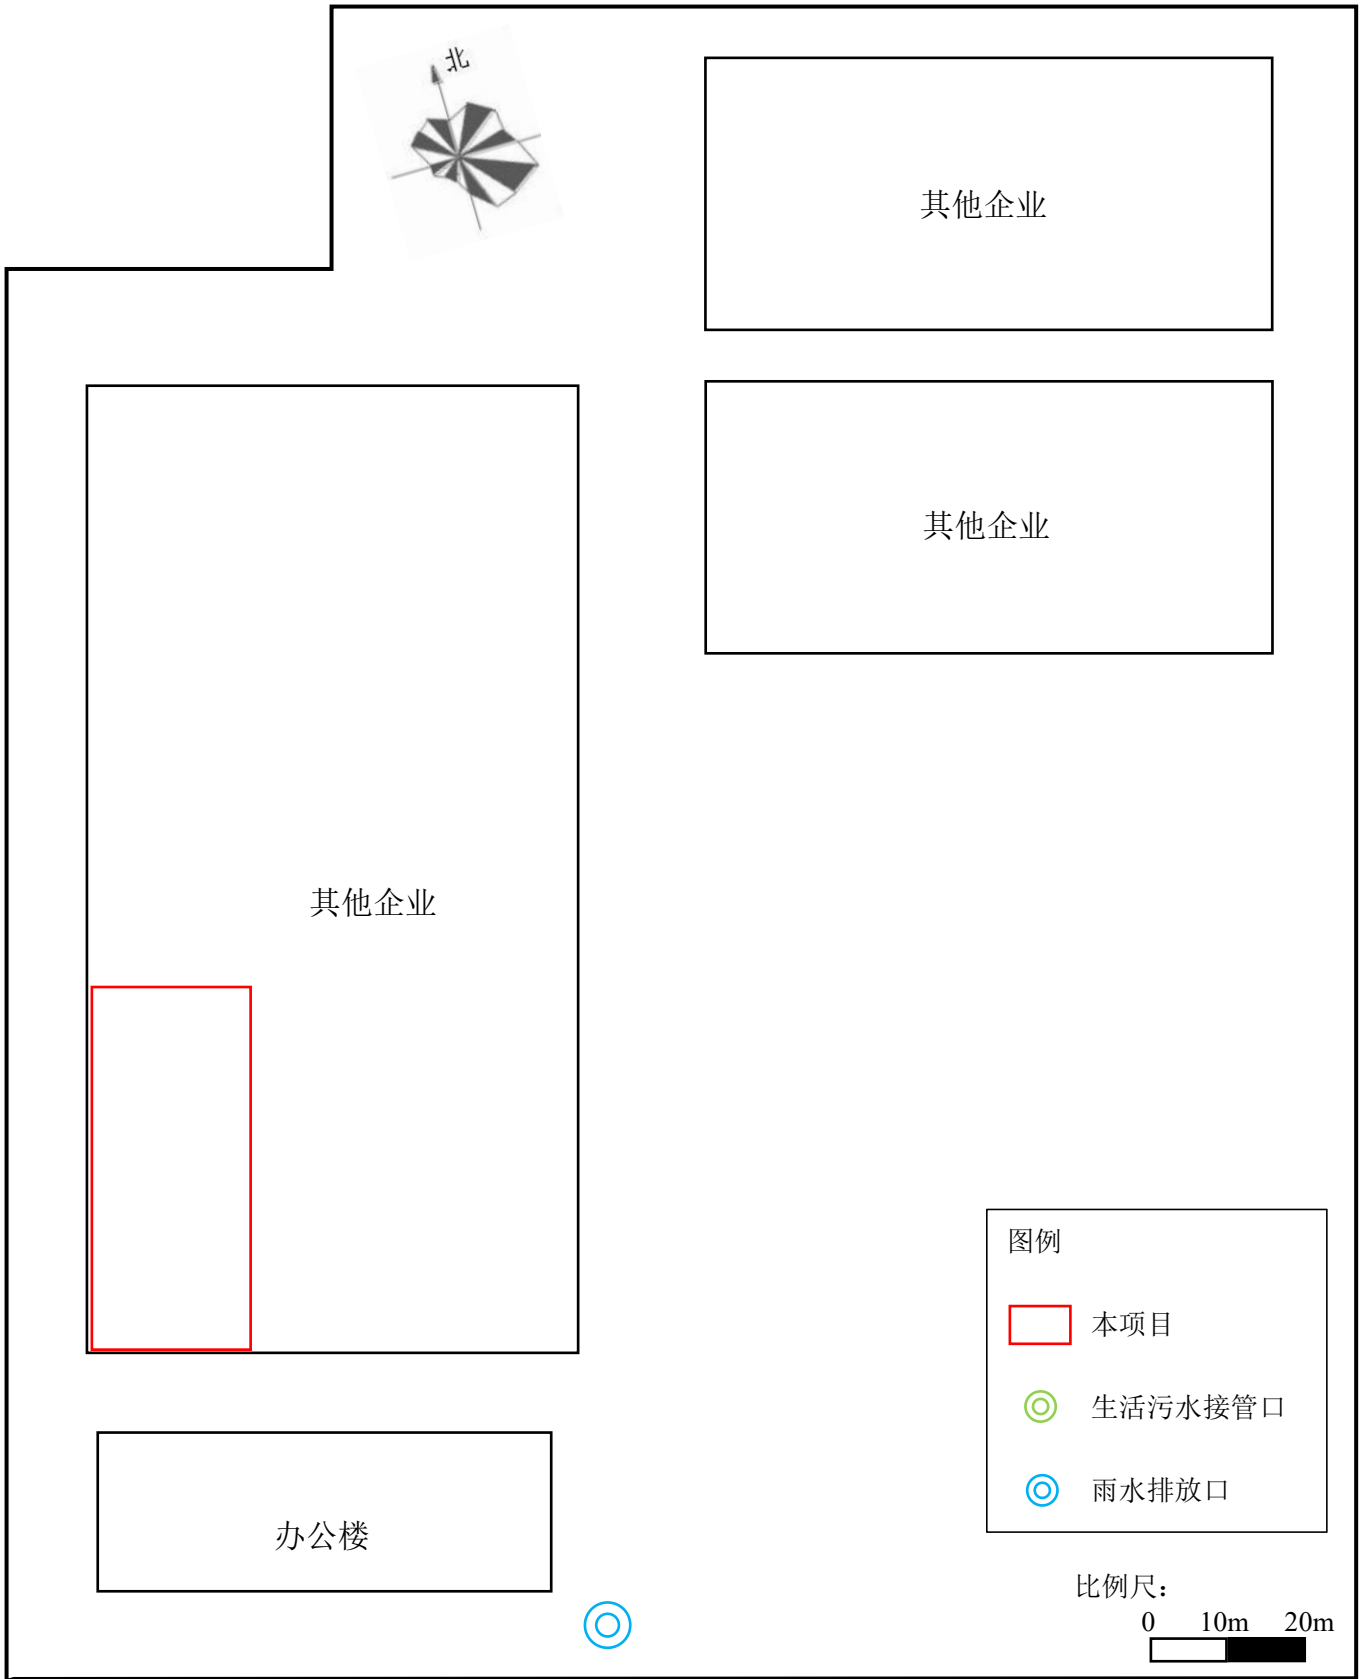 北
其他企业
其他企业
其他企业
图例
本项目
生活污水接管口
雨水排放口
办公楼
比例尺：
0 10m 20m